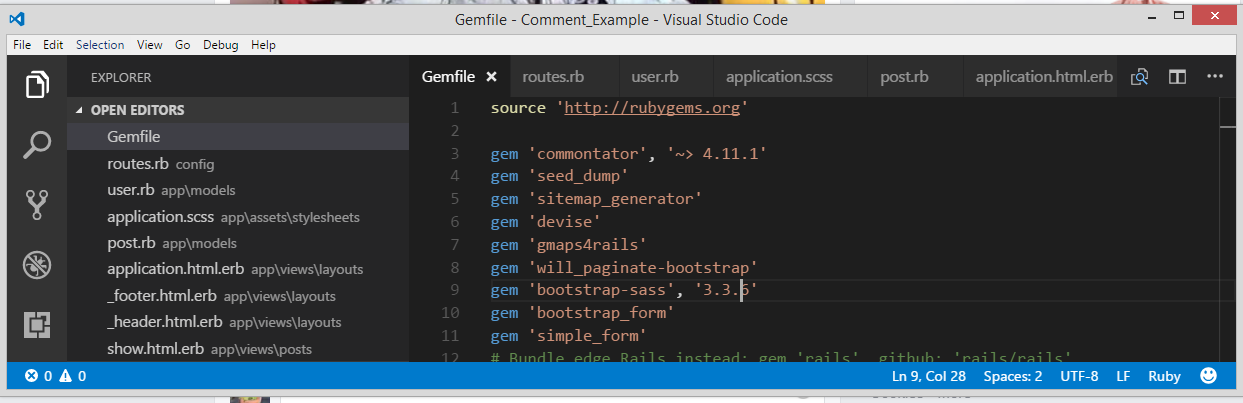 Gemfile - Comment_Example - Visual Studio Code
File Edit Selection View Go Debug Help
EXPLORER
OPEN EDITORS
Gemfile
routes.rb config
user.rb app\models
application.scss app\assets\stylesheets
post.rb app\models
application.html.erb app\views\layouts
_footer.html.erb app\views\layouts
_header.html.erb app\views\layouts
show.html.erb app\views\posts
Gemfile routes.rb user.rb application.scss post.rb application.html.erb
1 source 'http://rubygems.org'
2
3 gem 'commontator', '~> 4.11.1'
4 gem 'seed_dump'
5 gem 'sitemap_generator'
6 gem 'devise'
7 gem 'gmaps4rails'
8 gem 'will_paginate-bootstrap'
9 gem 'bootstrap-sass', '3.3.6'
10 gem 'bootstrap_form'
11 gem 'simple_form'
12 # Bundle edge Rails instead: gem 'rails', github: 'rails/rails'
0 0 Ln 9, Col 28 Spaces: 2 UTF-8 LF Ruby